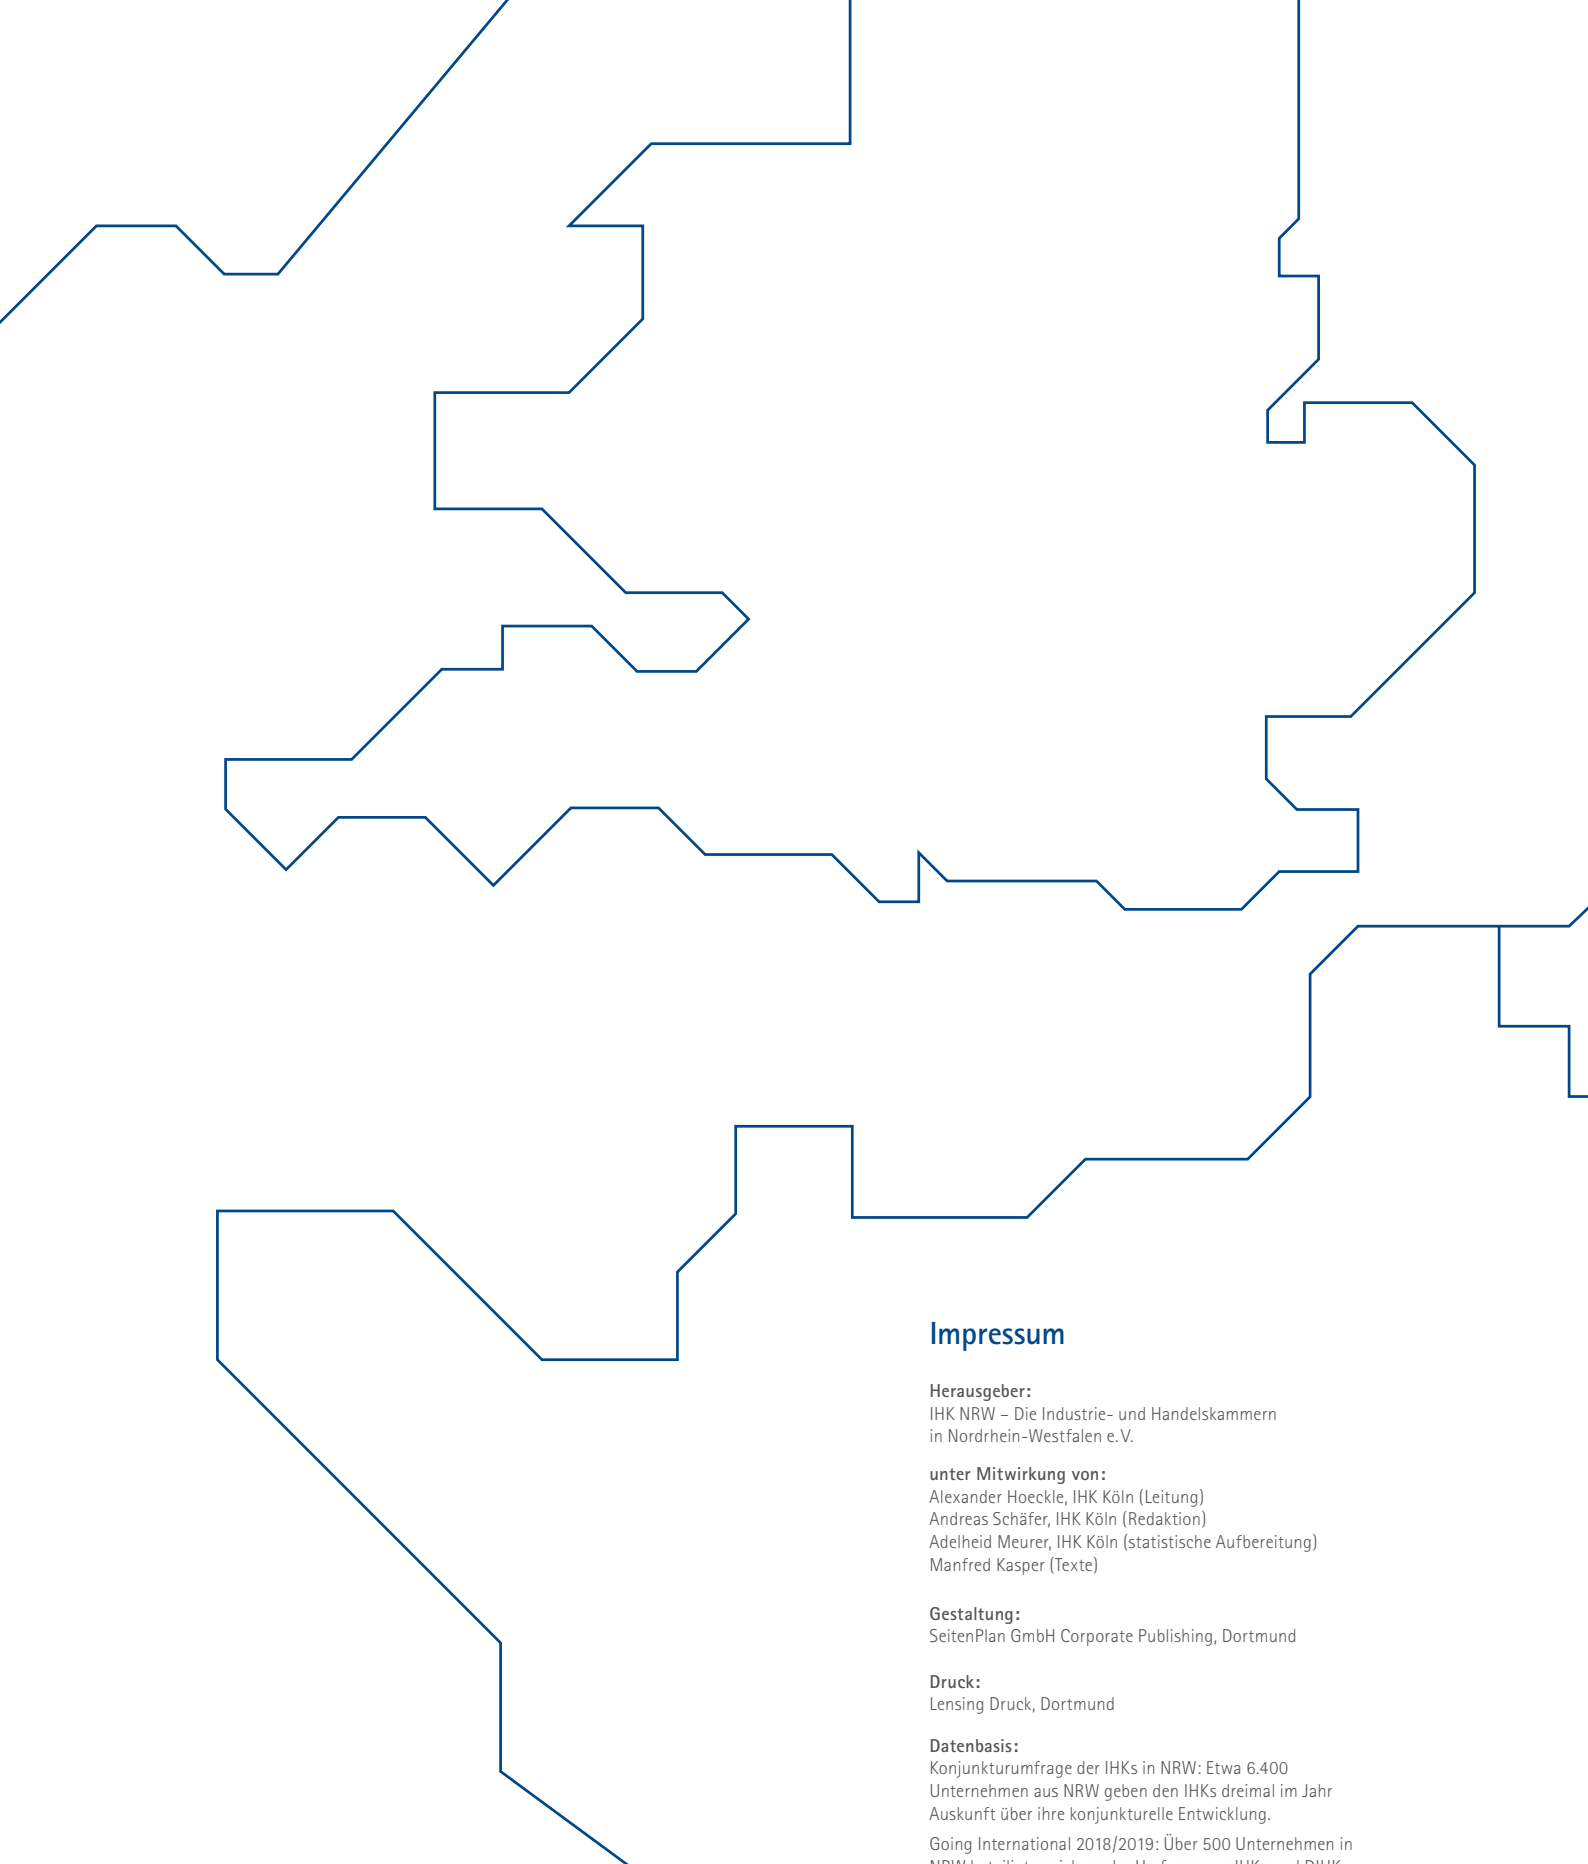 Impressum
Herausgeber:
IHK NRW – Die Industrie- und Handelskammern
in Nordrhein-Westfalen e. V.
unter Mitwirkung von:
Alexander Hoeckle, IHK Köln (Leitung)
Andreas Schäfer, IHK Köln (Redaktion)
Adelheid Meurer, IHK Köln (statistische Aufbereitung)
Manfred Kasper (Texte)
Gestaltung:
SeitenPlan GmbH Corporate Publishing, Dortmund
Druck:
Lensing Druck, Dortmund
Datenbasis:
Konjunkturumfrage der IHKs in NRW: Etwa 6.400
Unternehmen aus NRW geben den IHKs dreimal im Jahr
Auskunft über ihre konjunkturelle Entwicklung.
Going International 2018/2019: Über 500 Unternehmen in